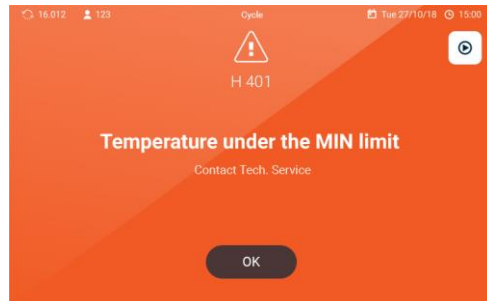 16.012 123 Cycle Tue 27/10/18 15:00
H 401
Temperature under the MIN limit
Contact Tech. Service
OK